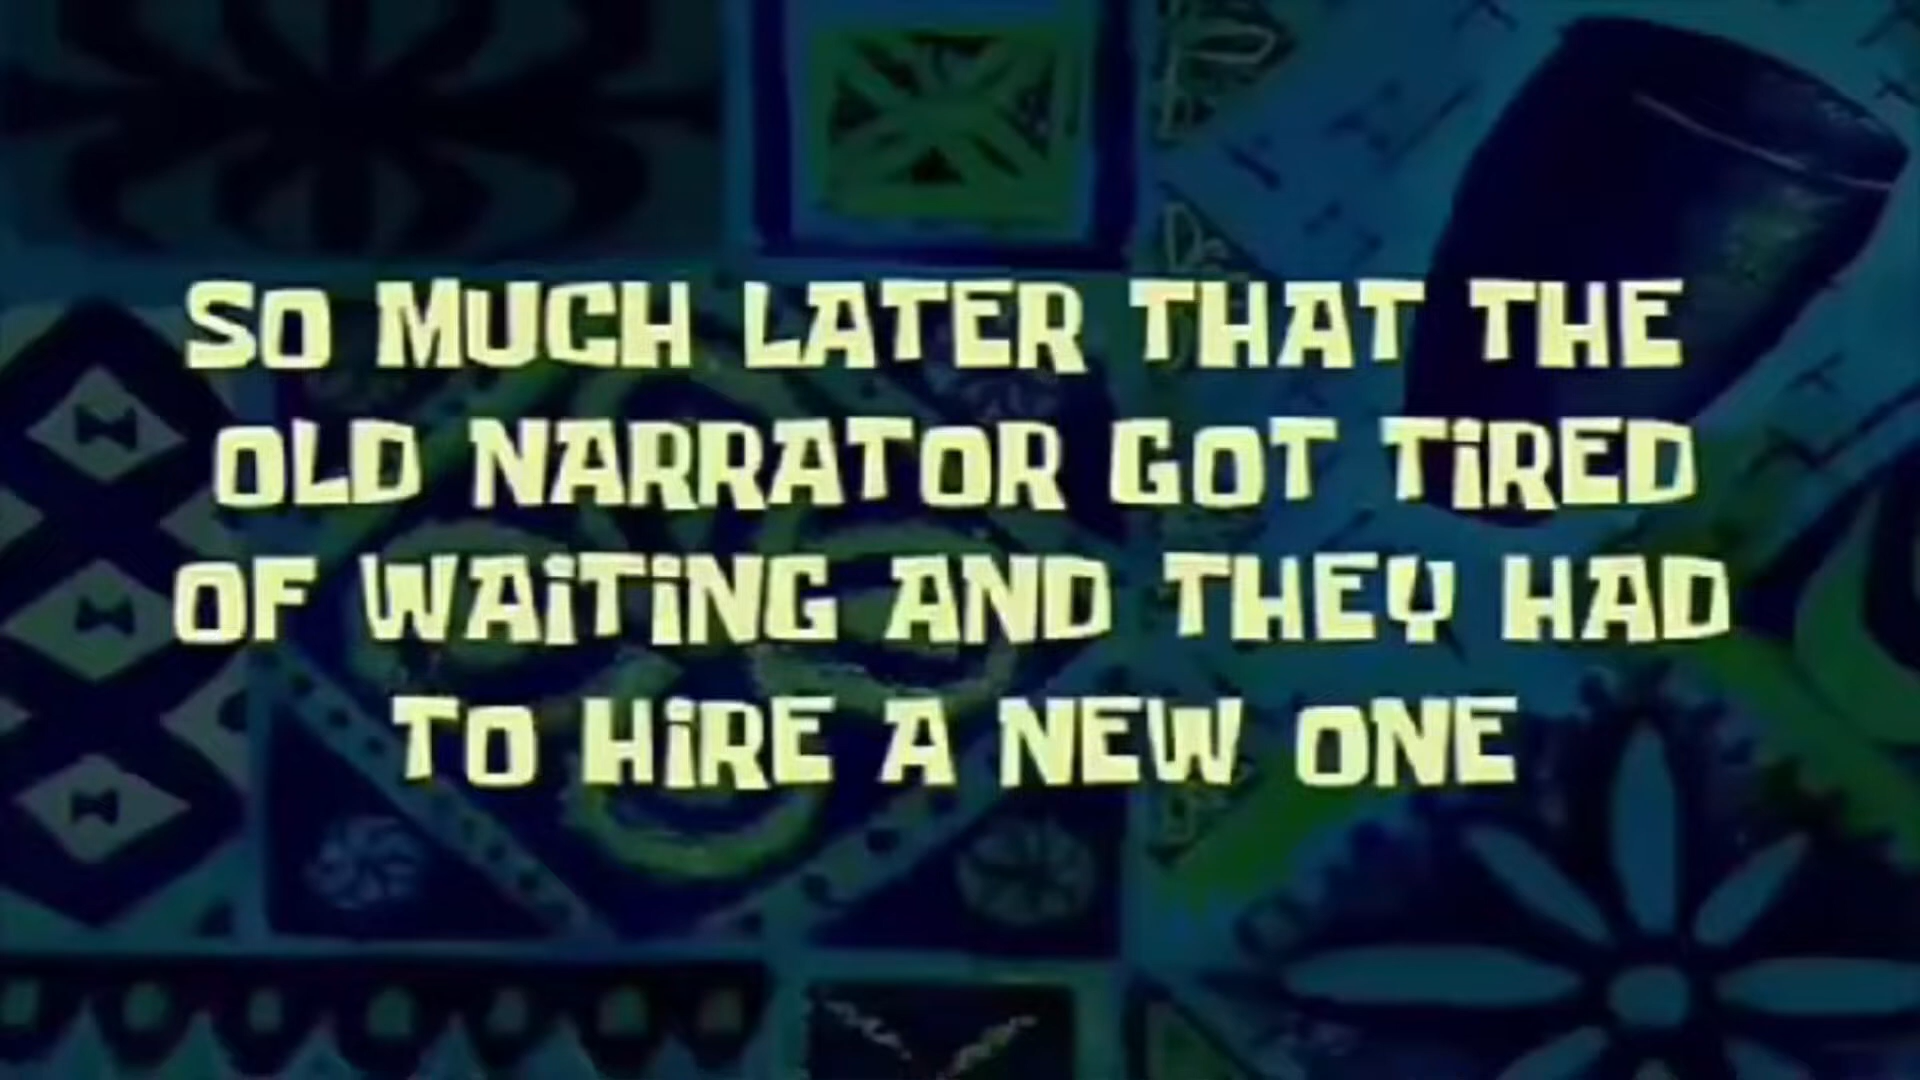 SO MUCH LATER THAT THE
OLD NARRATOR GOT TIRED
OF WAITING AND THEY HAD
TO HIRE A NEW ONE